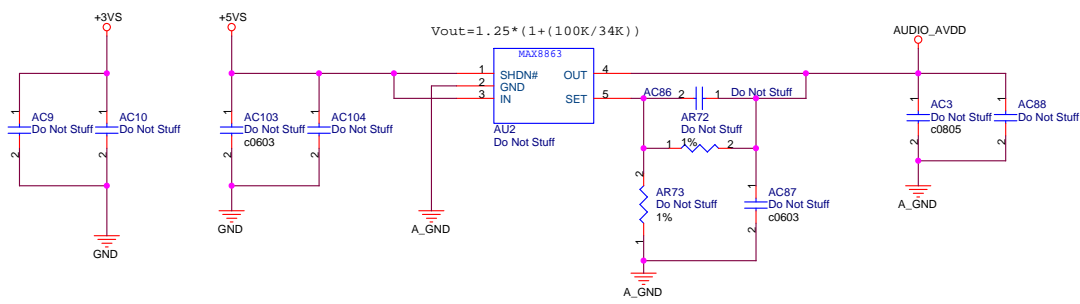 +3VS
+5VS
Vout=1.25*(1+(100K/34K))
AUDIO_AVDD
MAX8863
1 SHDN# OUT 4
2 GND
3 IN SET 5
AU2
Do Not Stuff
1
AC9
Do Not Stuff
2
1
AC10
Do Not Stuff
2
GND
1
AC103
Do Not Stuff
c0603
2
1
AC104
Do Not Stuff
2
GND
A_GND
AC86 2 1 Do Not Stuff
AR72
Do Not Stuff
1 1% 2
2
AR73
Do Not Stuff
1%
1
1
AC87
Do Not Stuff
c0603
2
A_GND
1
AC3
Do Not Stuff
c0805
2
1
AC88
Do Not Stuff
2
A_GND